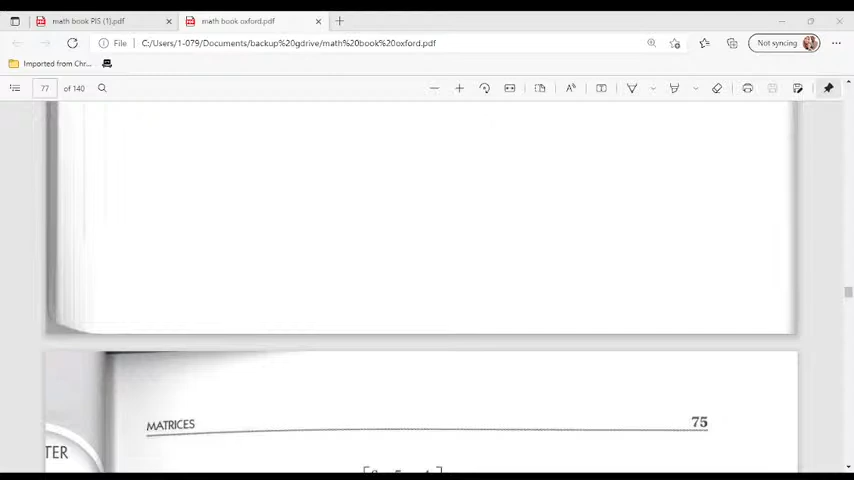 math book PIS (1).pdf
math book oxford.pdf
File
C:/Users/1-079/Documents/backup%20gdrive/math%20book%20oxford.pdf
Not syncing
Imported from Chr...
77 of 140
MATRICES 75
TER